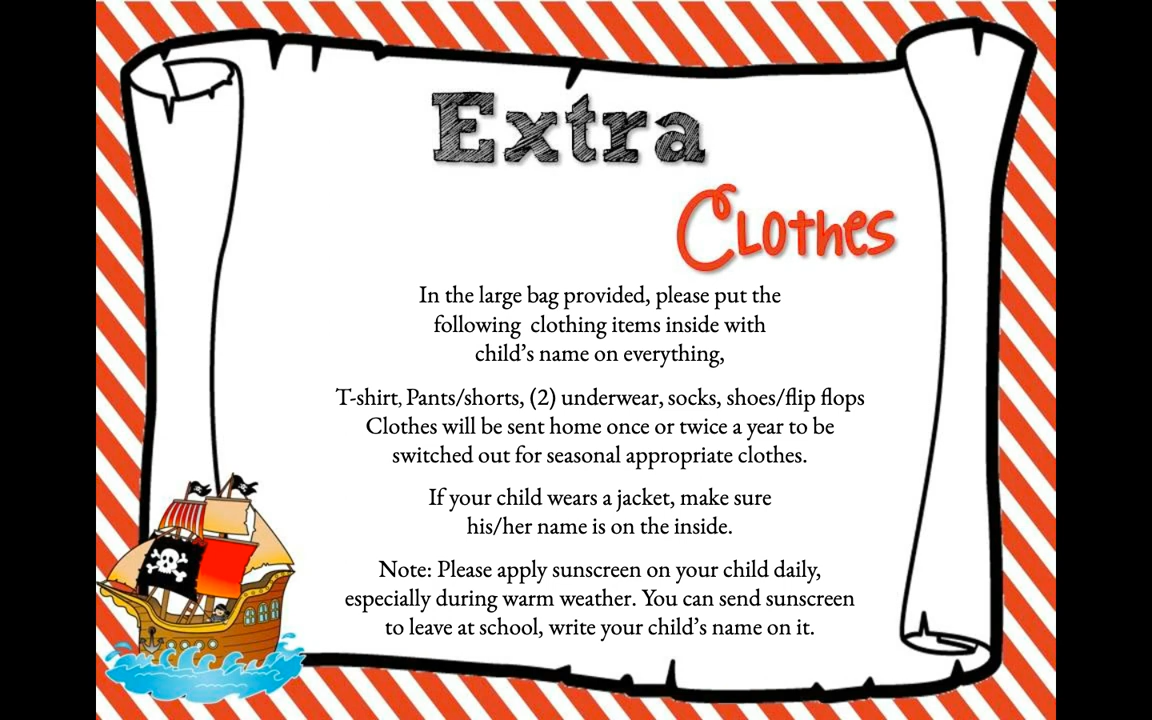 Extra
Clothes
In the large bag provided, please put the
following  clothing items inside with
child’s name on everything,
T-shirt, Pants/shorts, (2) underwear, socks, shoes/flip flops
Clothes will be sent home once or twice a year to be
switched out for seasonal appropriate clothes.
If your child wears a jacket, make sure
his/her name is on the inside.
Note: Please apply sunscreen on your child daily,
especially during warm weather. You can send sunscreen
to leave at school, write your child’s name on it.